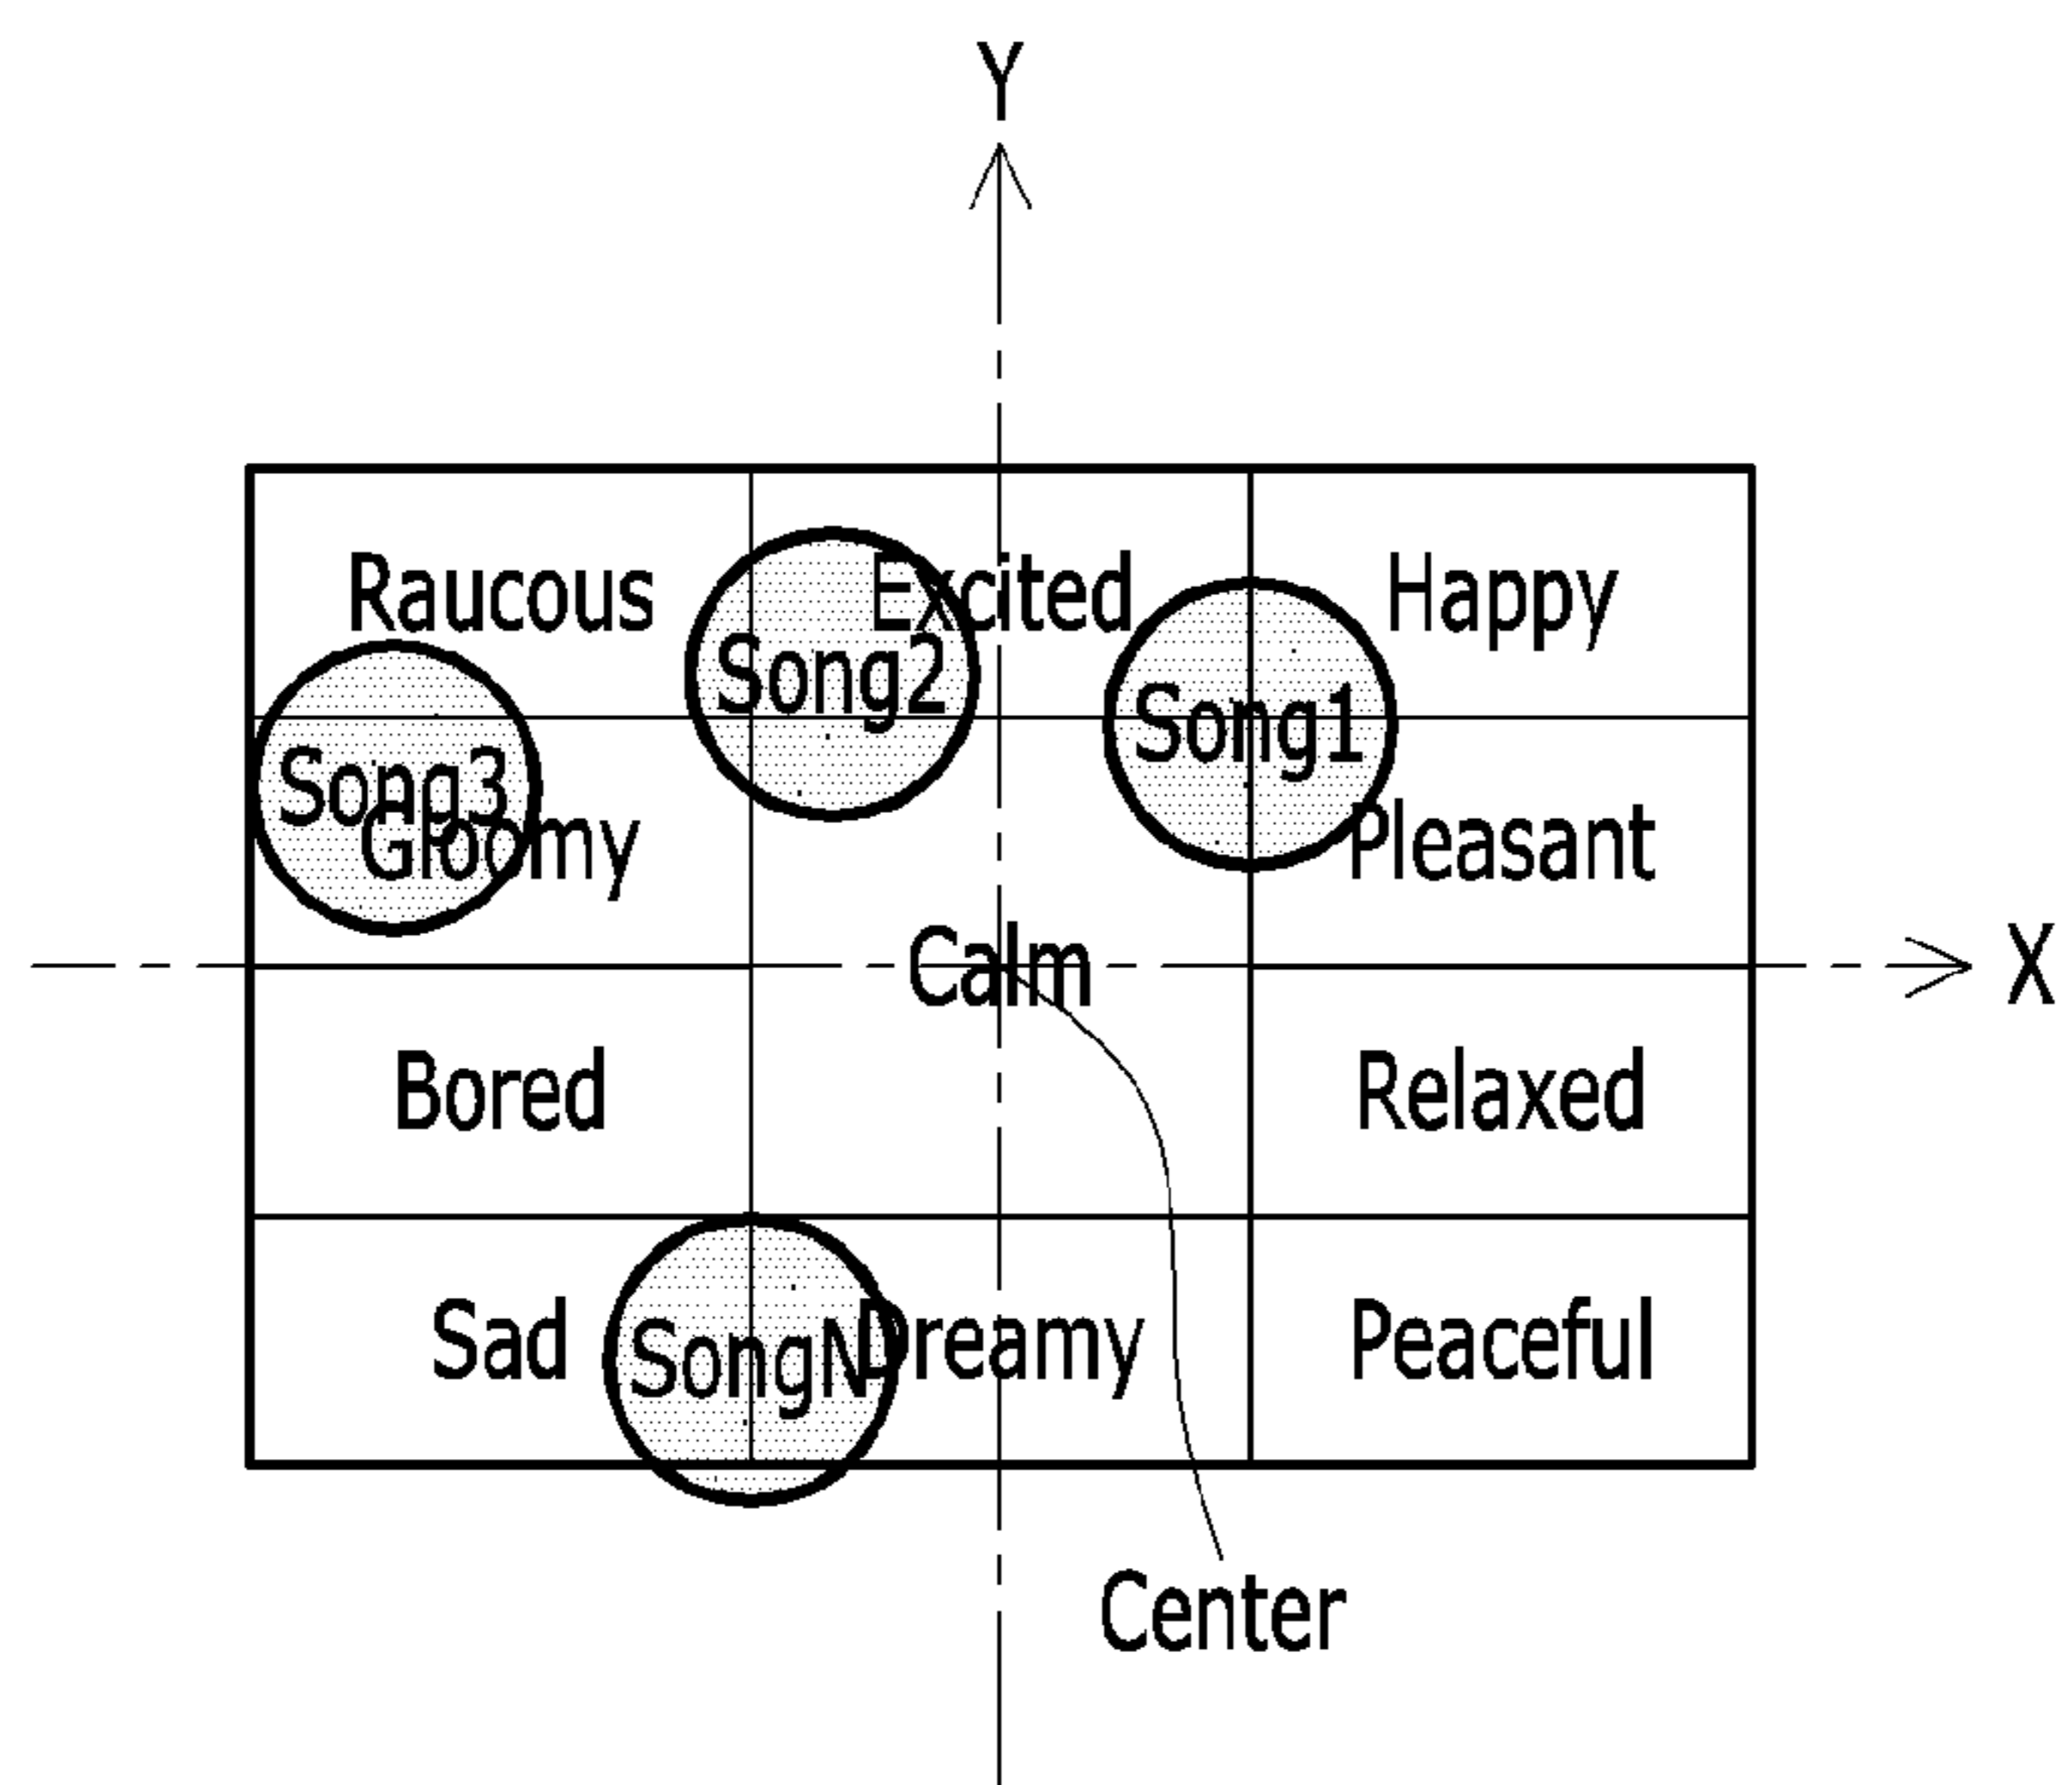 Y
Raucous
Excited
Happy
Song2
Song1
Song3
Gloomy
Pleasant
Calm
X
Bored
Relaxed
Sad
SongN
Dreamy
Peaceful
Center